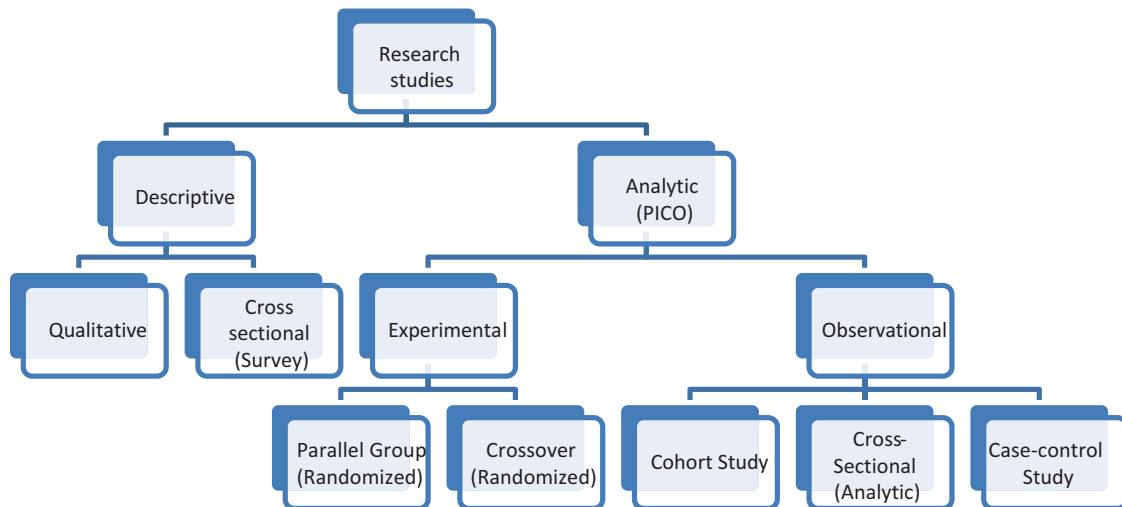 Research
studies
Descriptive
Analytic
(PICO)
Qualitative
Cross
sectional
(Survey)
Experimental
Observational
Parallel Group
(Randomized)
Crossover
(Randomized)
Cohort Study
Cross-
Sectional
(Analytic)
Case-control
Study